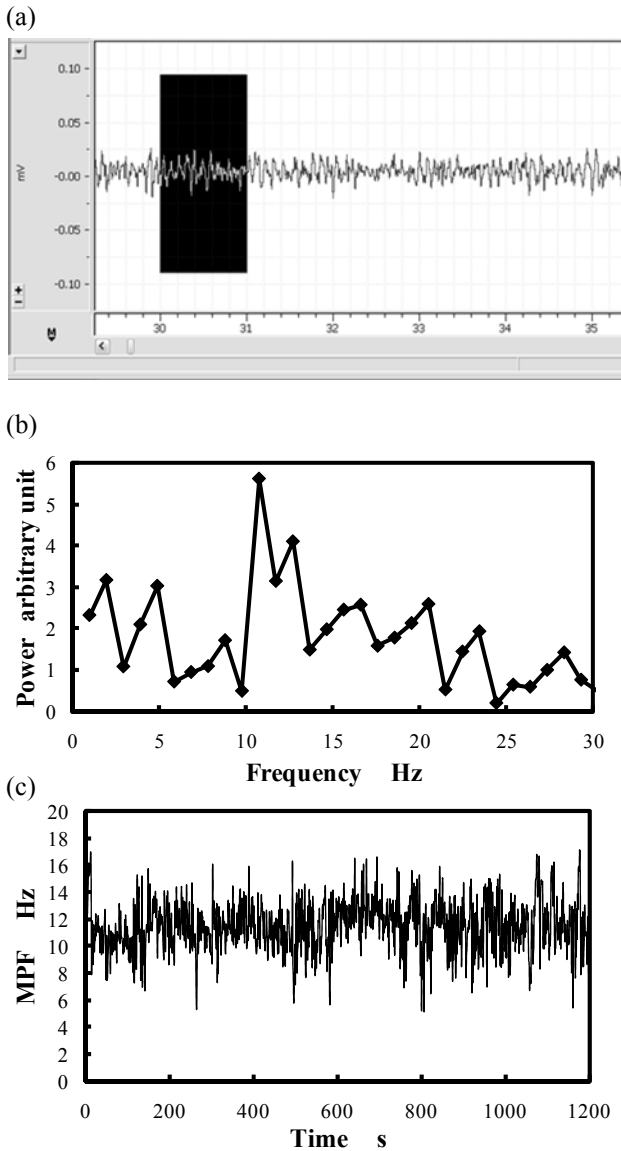 (a)
0.10
0.05
mV
-0.00
-0.05
-0.10
+
−
M
30 31 32 33 34 35
(b)
Power arbitrary unit
6
5
4
3
2
1
0
0 5 10 15 20 25 30
Frequency Hz
(c)
MPF Hz
20
18
16
14
12
10
8
6
4
2
0
0 200 400 600 800 1000 1200
Time s